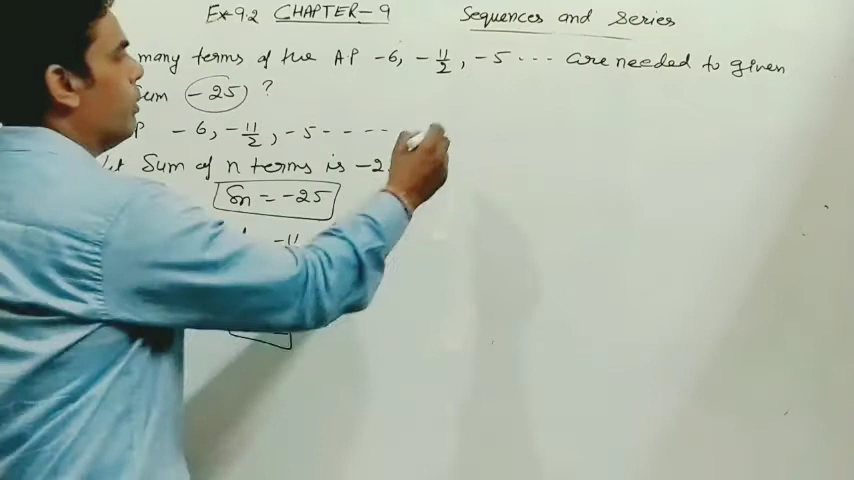 Ex 9.2 CHAPTER-9 Sequences and Series
many terms of the AP -6, -11/2, -5 ... are needed to given
Sum -25 ?
P -6, -11/2, -5 - - - -
Sum of n terms is -2
Sn = -25
-11